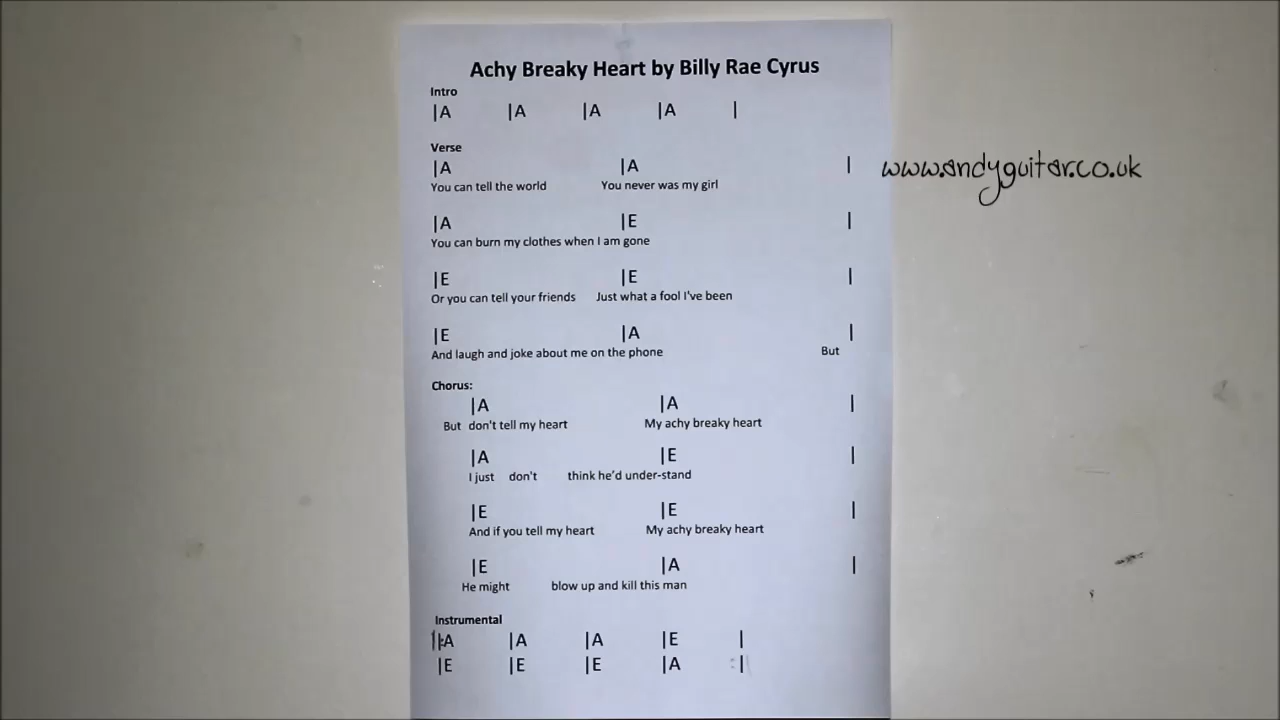 Achy Breaky Heart by Billy Rae Cyrus
Intro
|A |A |A |A |
Verse
|A |A |
www.andyguitar.co.uk
You can tell the world You never was my girl
|A |E |
You can burn my clothes when I am gone
|E |E |
Or you can tell your friends Just what a fool I've been
|E |A |
And laugh and joke about me on the phone But
Chorus:
|A |A |
But don't tell my heart My achy breaky heart
|A |E |
I just don't think he'd under-stand
|E |E |
And if you tell my heart My achy breaky heart
|E |A |
He might blow up and kill this man
Instrumental
||:A |A |A |E |
|E |E |E |A :|